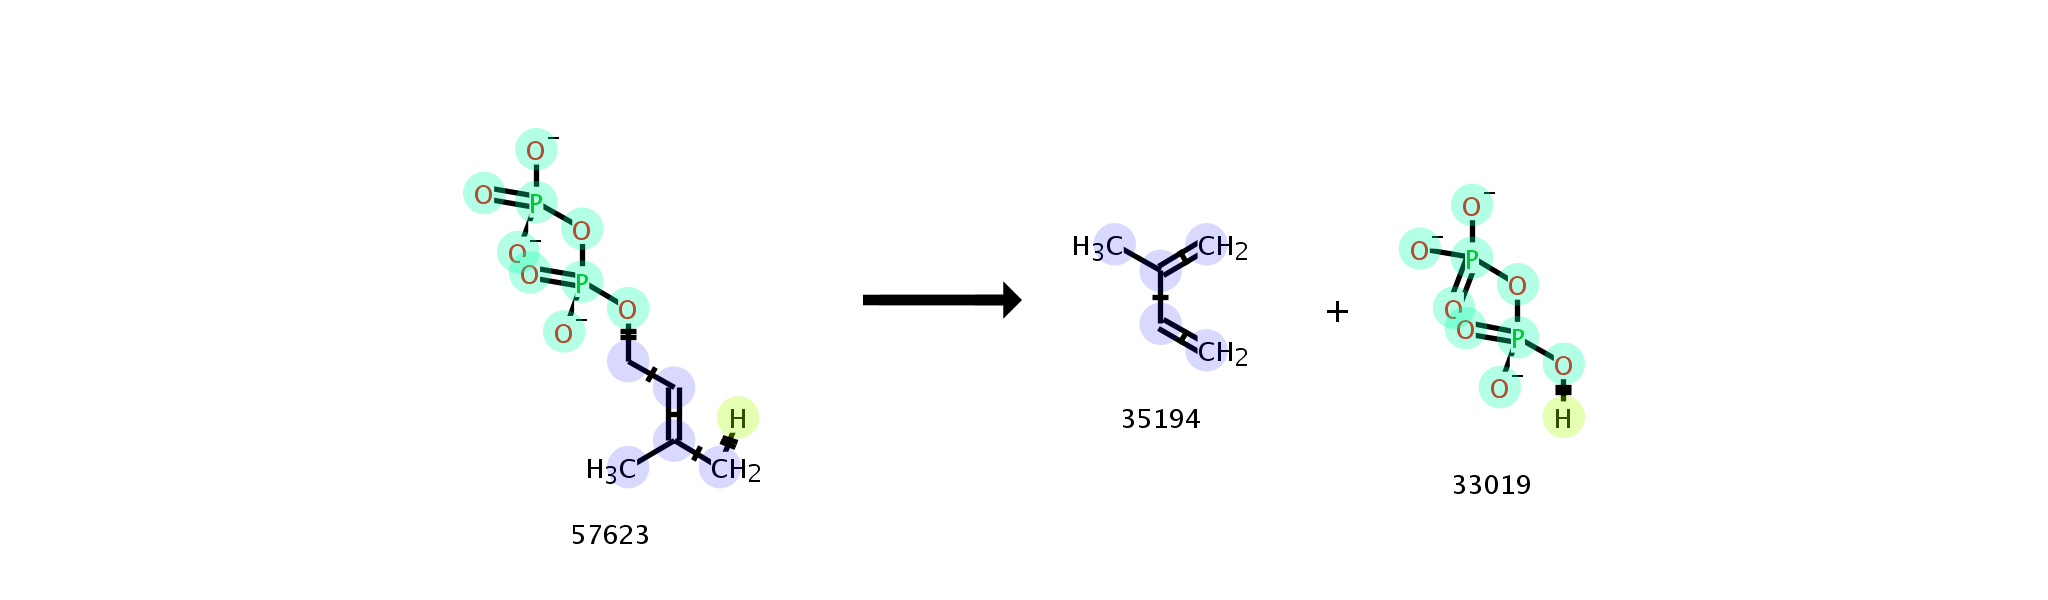 O⁻
O P
O O⁻
O P
O O⁻
H
H₃C CH₂
57623
H₃C CH₂
CH₂
35194
+
O⁻
O⁻ P
O O
O P
O O⁻
H
33019